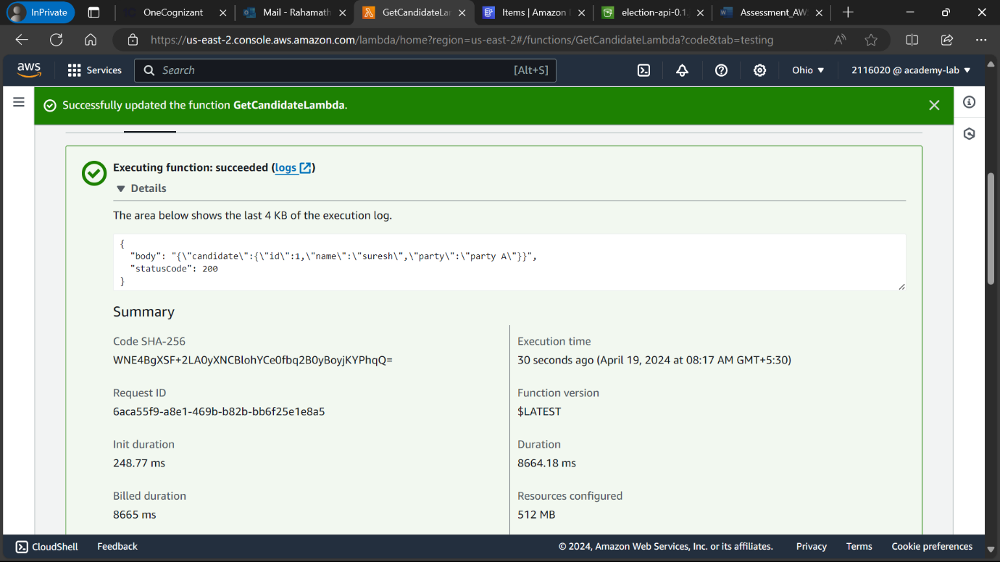 InPrivate
OneCognizant
Mail - Rahamath
GetCandidateLar
Items | Amazon
election-api-0.1.
Assessment_AW
https://us-east-2.console.aws.amazon.com/lambda/home?region=us-east-2#/functions/GetCandidateLambda?code&tab=testing
aws
Services
Search
[Alt+S]
Ohio ▼
2116020 @ academy-lab ▼
Successfully updated the function GetCandidateLambda.
Executing function: succeeded (logs)
▼ Details
The area below shows the last 4 KB of the execution log.
{
"body": "{\"candidate\":{\"id\":1,\"name\":\"suresh\",\"party\":\"party A\"}}",
"statusCode": 200
}
Summary
Code SHA-256
WNE4BgXSF+2LA0yXNCBlohYCe0fbq2B0yBoyjKYPhqQ=
Execution time
30 seconds ago (April 19, 2024 at 08:17 AM GMT+5:30)
Request ID
6aca55f9-a8e1-469b-b82b-bb6f25e1e8a5
Function version
$LATEST
Init duration
248.77 ms
Duration
8664.18 ms
Billed duration
8665 ms
Resources configured
512 MB
CloudShell
Feedback
© 2024, Amazon Web Services, Inc. or its affiliates.
Privacy
Terms
Cookie preferences